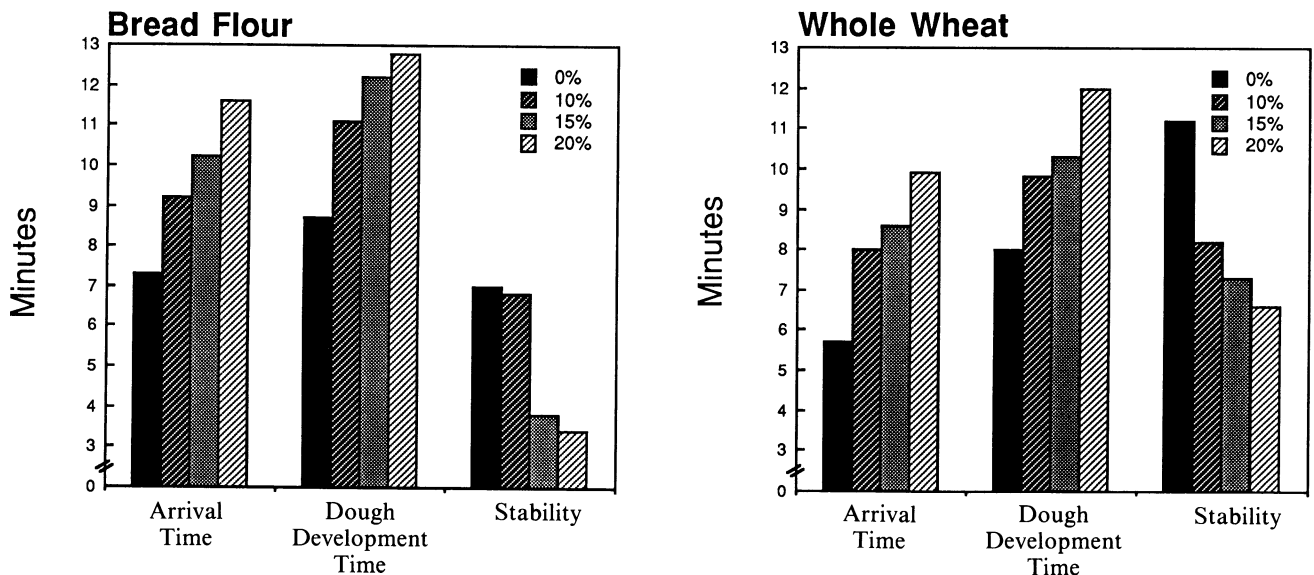 Bread Flour
Minutes
13
12
11
10
9
8
7
6
5
4
3
0
0%
10%
15%
20%
Arrival
Time
Dough
Development
Time
Stability
Whole Wheat
Minutes
13
12
11
10
9
8
7
6
5
4
3
0
0%
10%
15%
20%
Arrival
Time
Dough
Development
Time
Stability